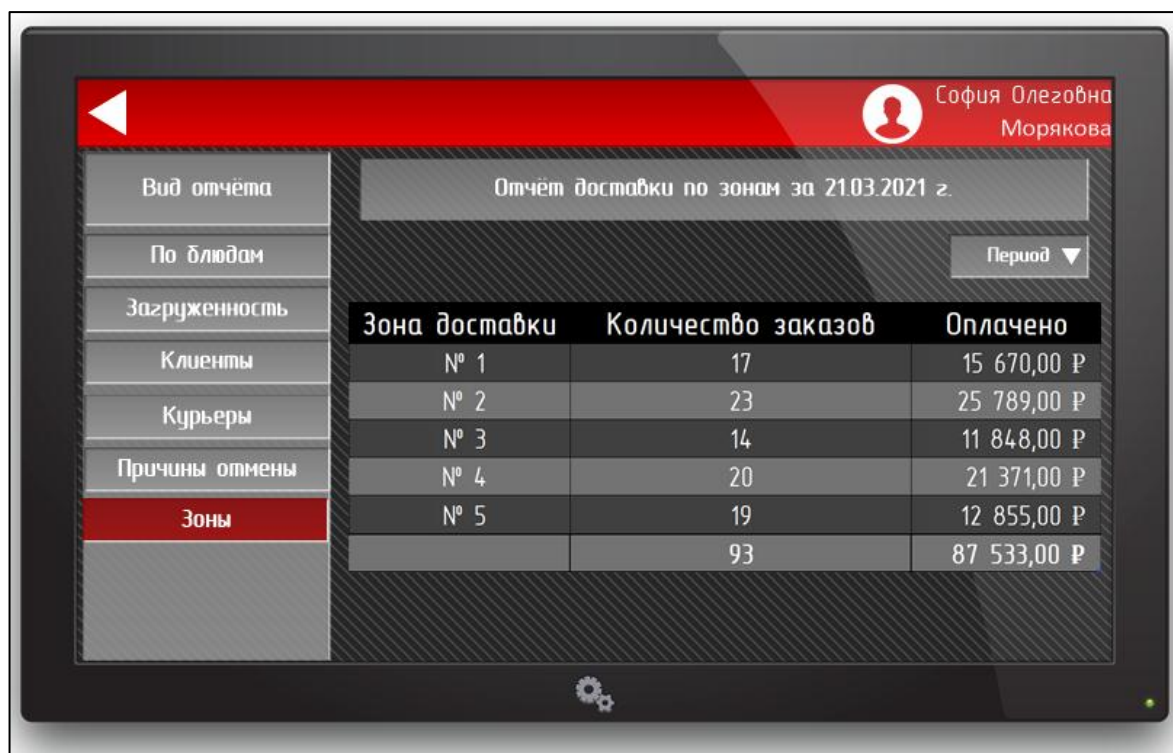 София Олеговна
Морякова
Вид отчёта
По блюдам
Загруженность
Клиенты
Курьеры
Причины отмены
Зоны
Отчёт доставки по зонам за 21.03.2021 г.
Период
Зона доставки Количество заказов Оплачено
№ 1 17 15 670,00 ₽
№ 2 23 25 789,00 ₽
№ 3 14 11 848,00 ₽
№ 4 20 21 371,00 ₽
№ 5 19 12 855,00 ₽
93 87 533,00 ₽